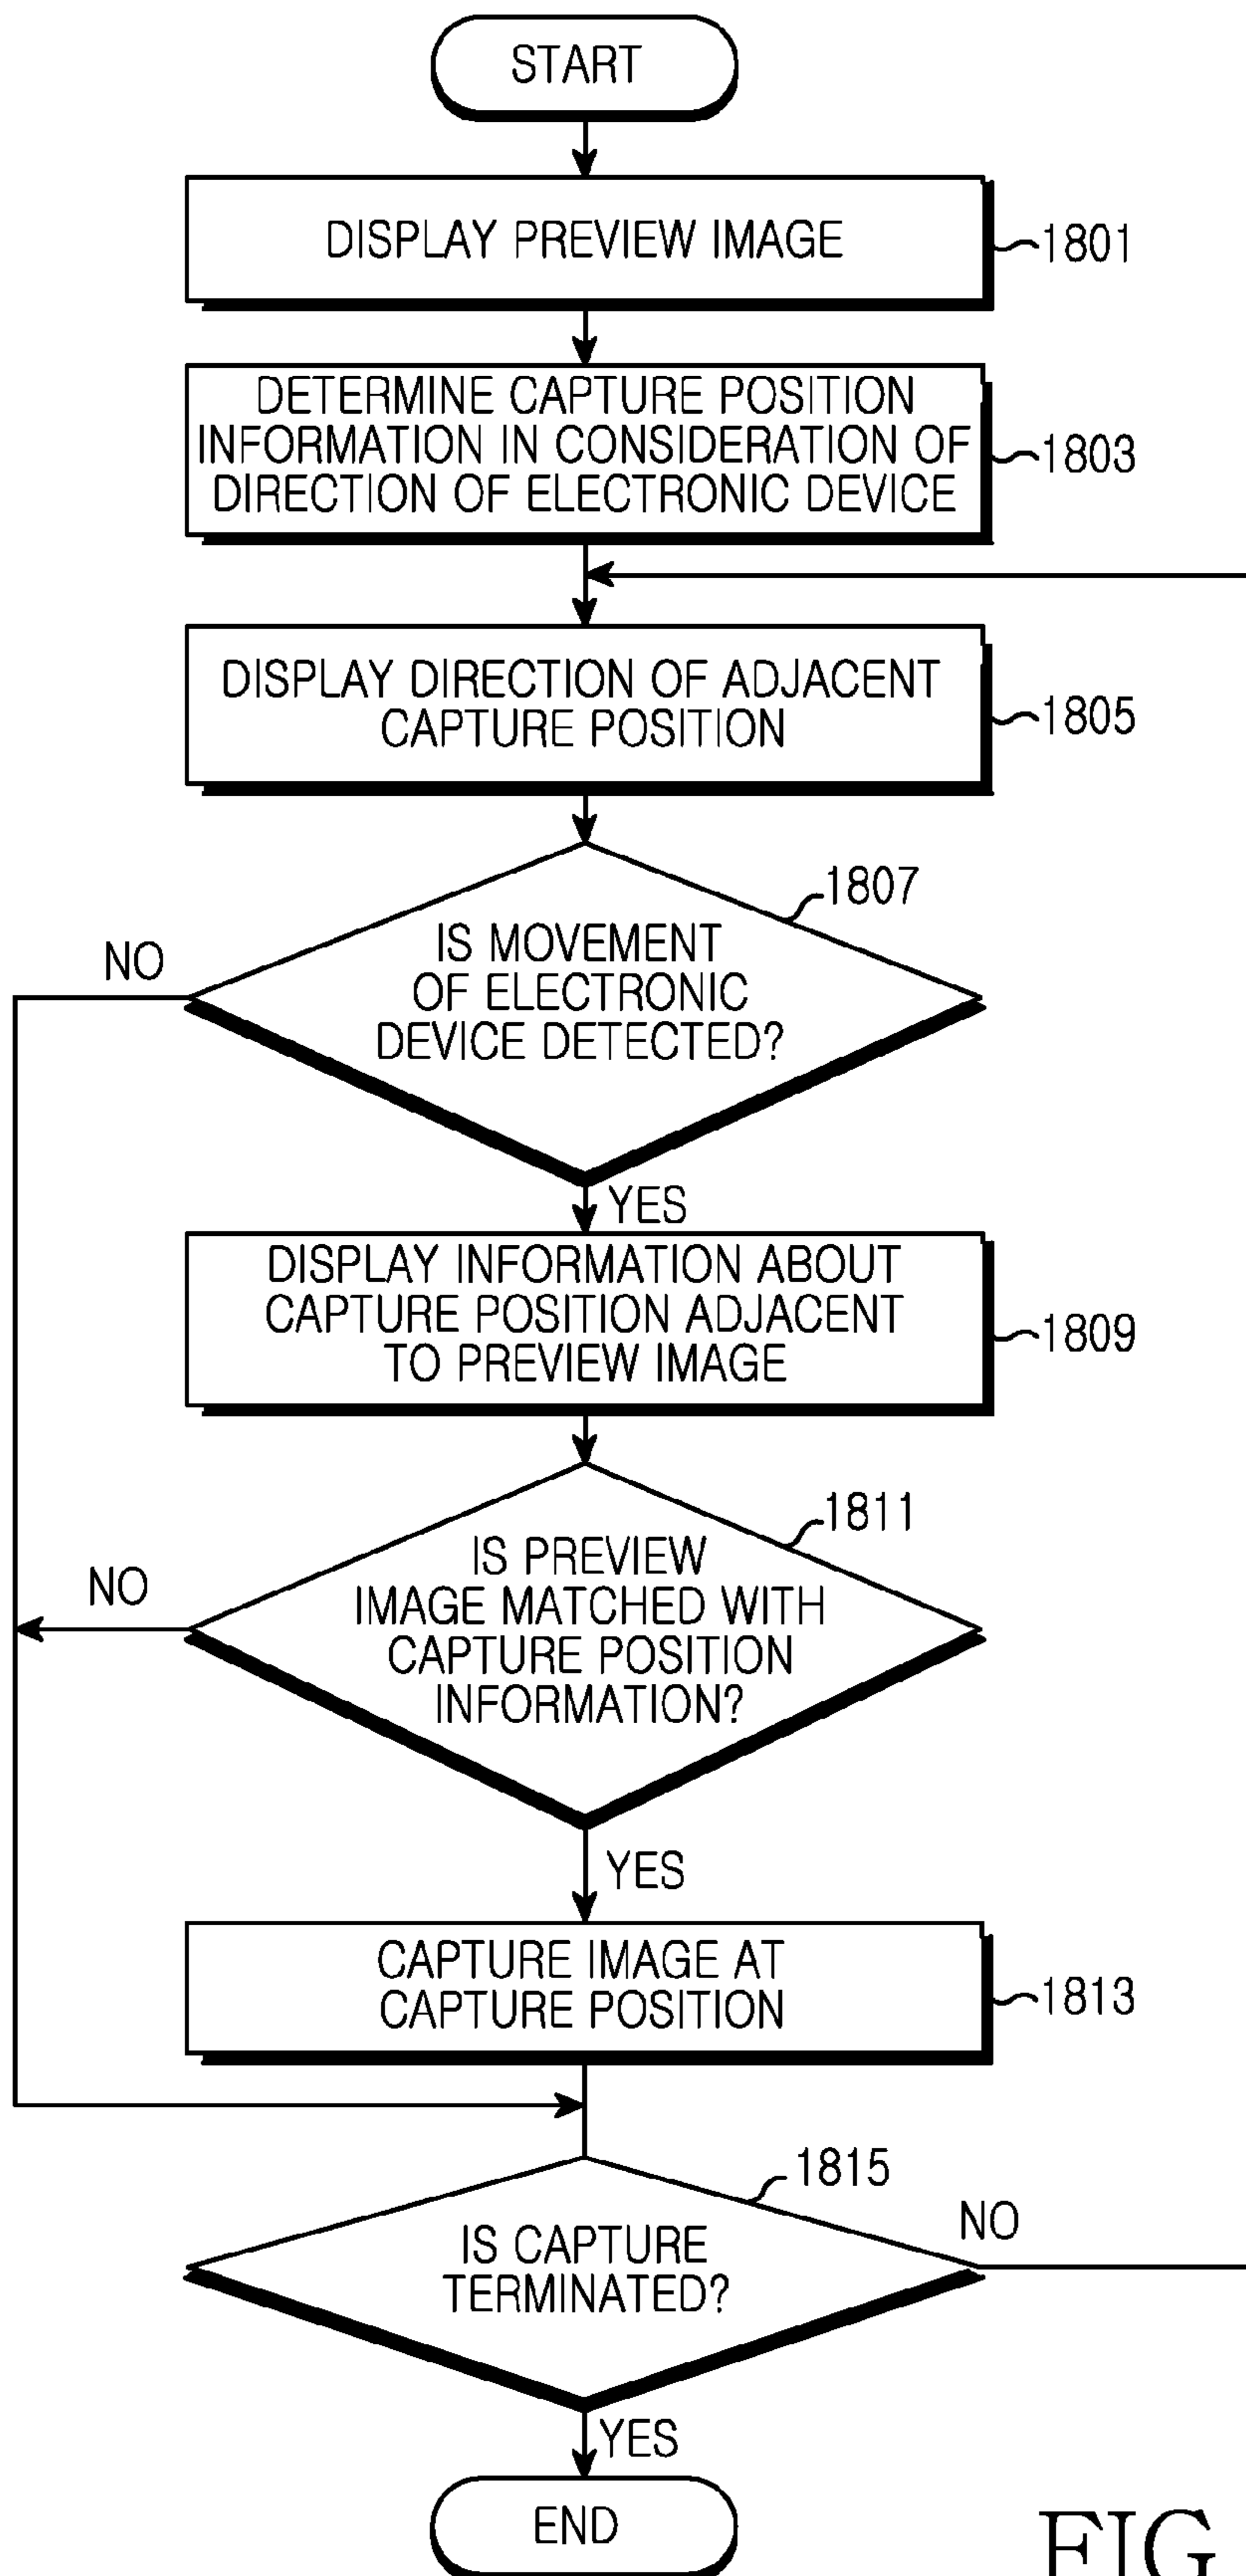 START
DISPLAY PREVIEW IMAGE
1801
DETERMINE CAPTURE POSITION
INFORMATION IN CONSIDERATION OF
DIRECTION OF ELECTRONIC DEVICE
1803
DISPLAY DIRECTION OF ADJACENT
CAPTURE POSITION
1805
1807
NO
IS MOVEMENT
OF ELECTRONIC
DEVICE DETECTED?
YES
DISPLAY INFORMATION ABOUT
CAPTURE POSITION ADJACENT
TO PREVIEW IMAGE
1809
1811
NO
IS PREVIEW
IMAGE MATCHED WITH
CAPTURE POSITION
INFORMATION?
YES
CAPTURE IMAGE AT
CAPTURE POSITION
1813
1815
NO
IS CAPTURE
TERMINATED?
YES
END
FIG